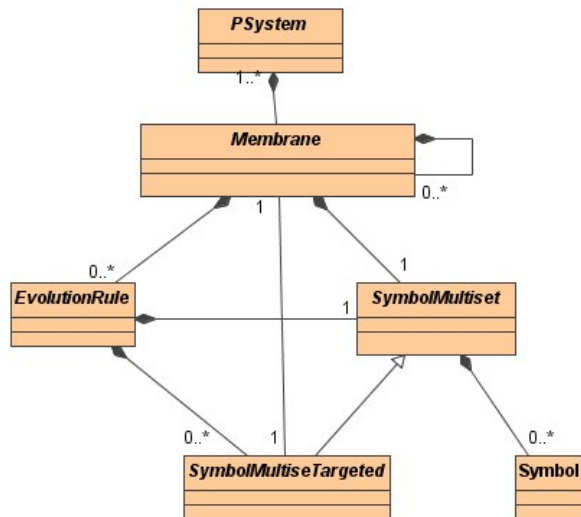 PSystem
1..*
Membrane
0..*
1
0..*
1
EvolutionRule
SymbolMultiset
1
0..*
1
0..*
SymbolMultiseTargeted
Symbol